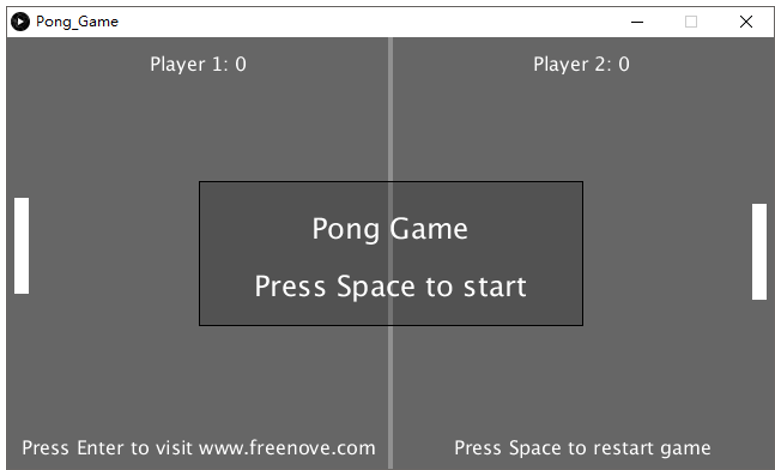 Pong_Game
Player 1: 0
Player 2: 0
Pong Game
Press Space to start
Press Enter to visit www.freenove.com
Press Space to restart game